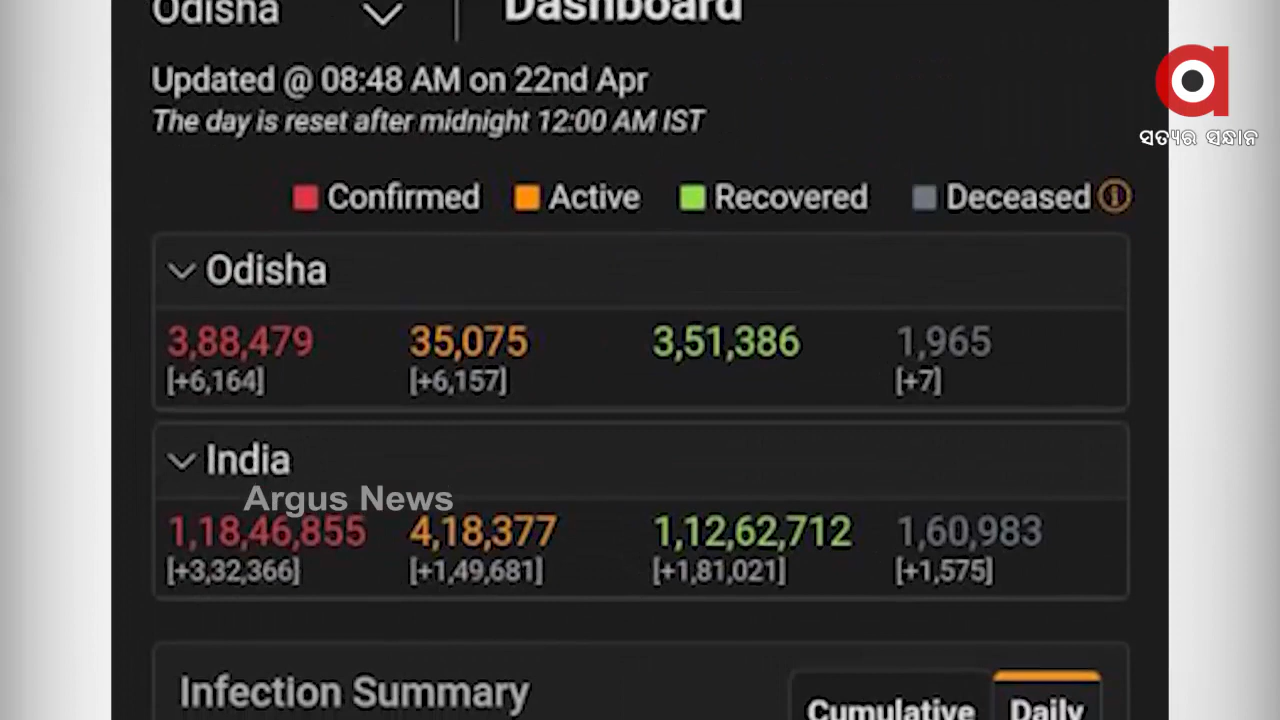 Odisha Dashboard
Updated @ 08:48 AM on 22nd Apr
The day is reset after midnight 12:00 AM IST
ସତ୍ୟର ସନ୍ଧାନ
Confirmed Active Recovered Deceased
Odisha
3,88,479 35,075 3,51,386 1,965
[+6,164] [+6,157] [+7]
India
Argus News
1,18,46,855 4,18,377 1,12,62,712 1,60,983
[+3,32,366] [+1,49,681] [+1,81,021] [+1,575]
Infection Summary
Cumulative Daily